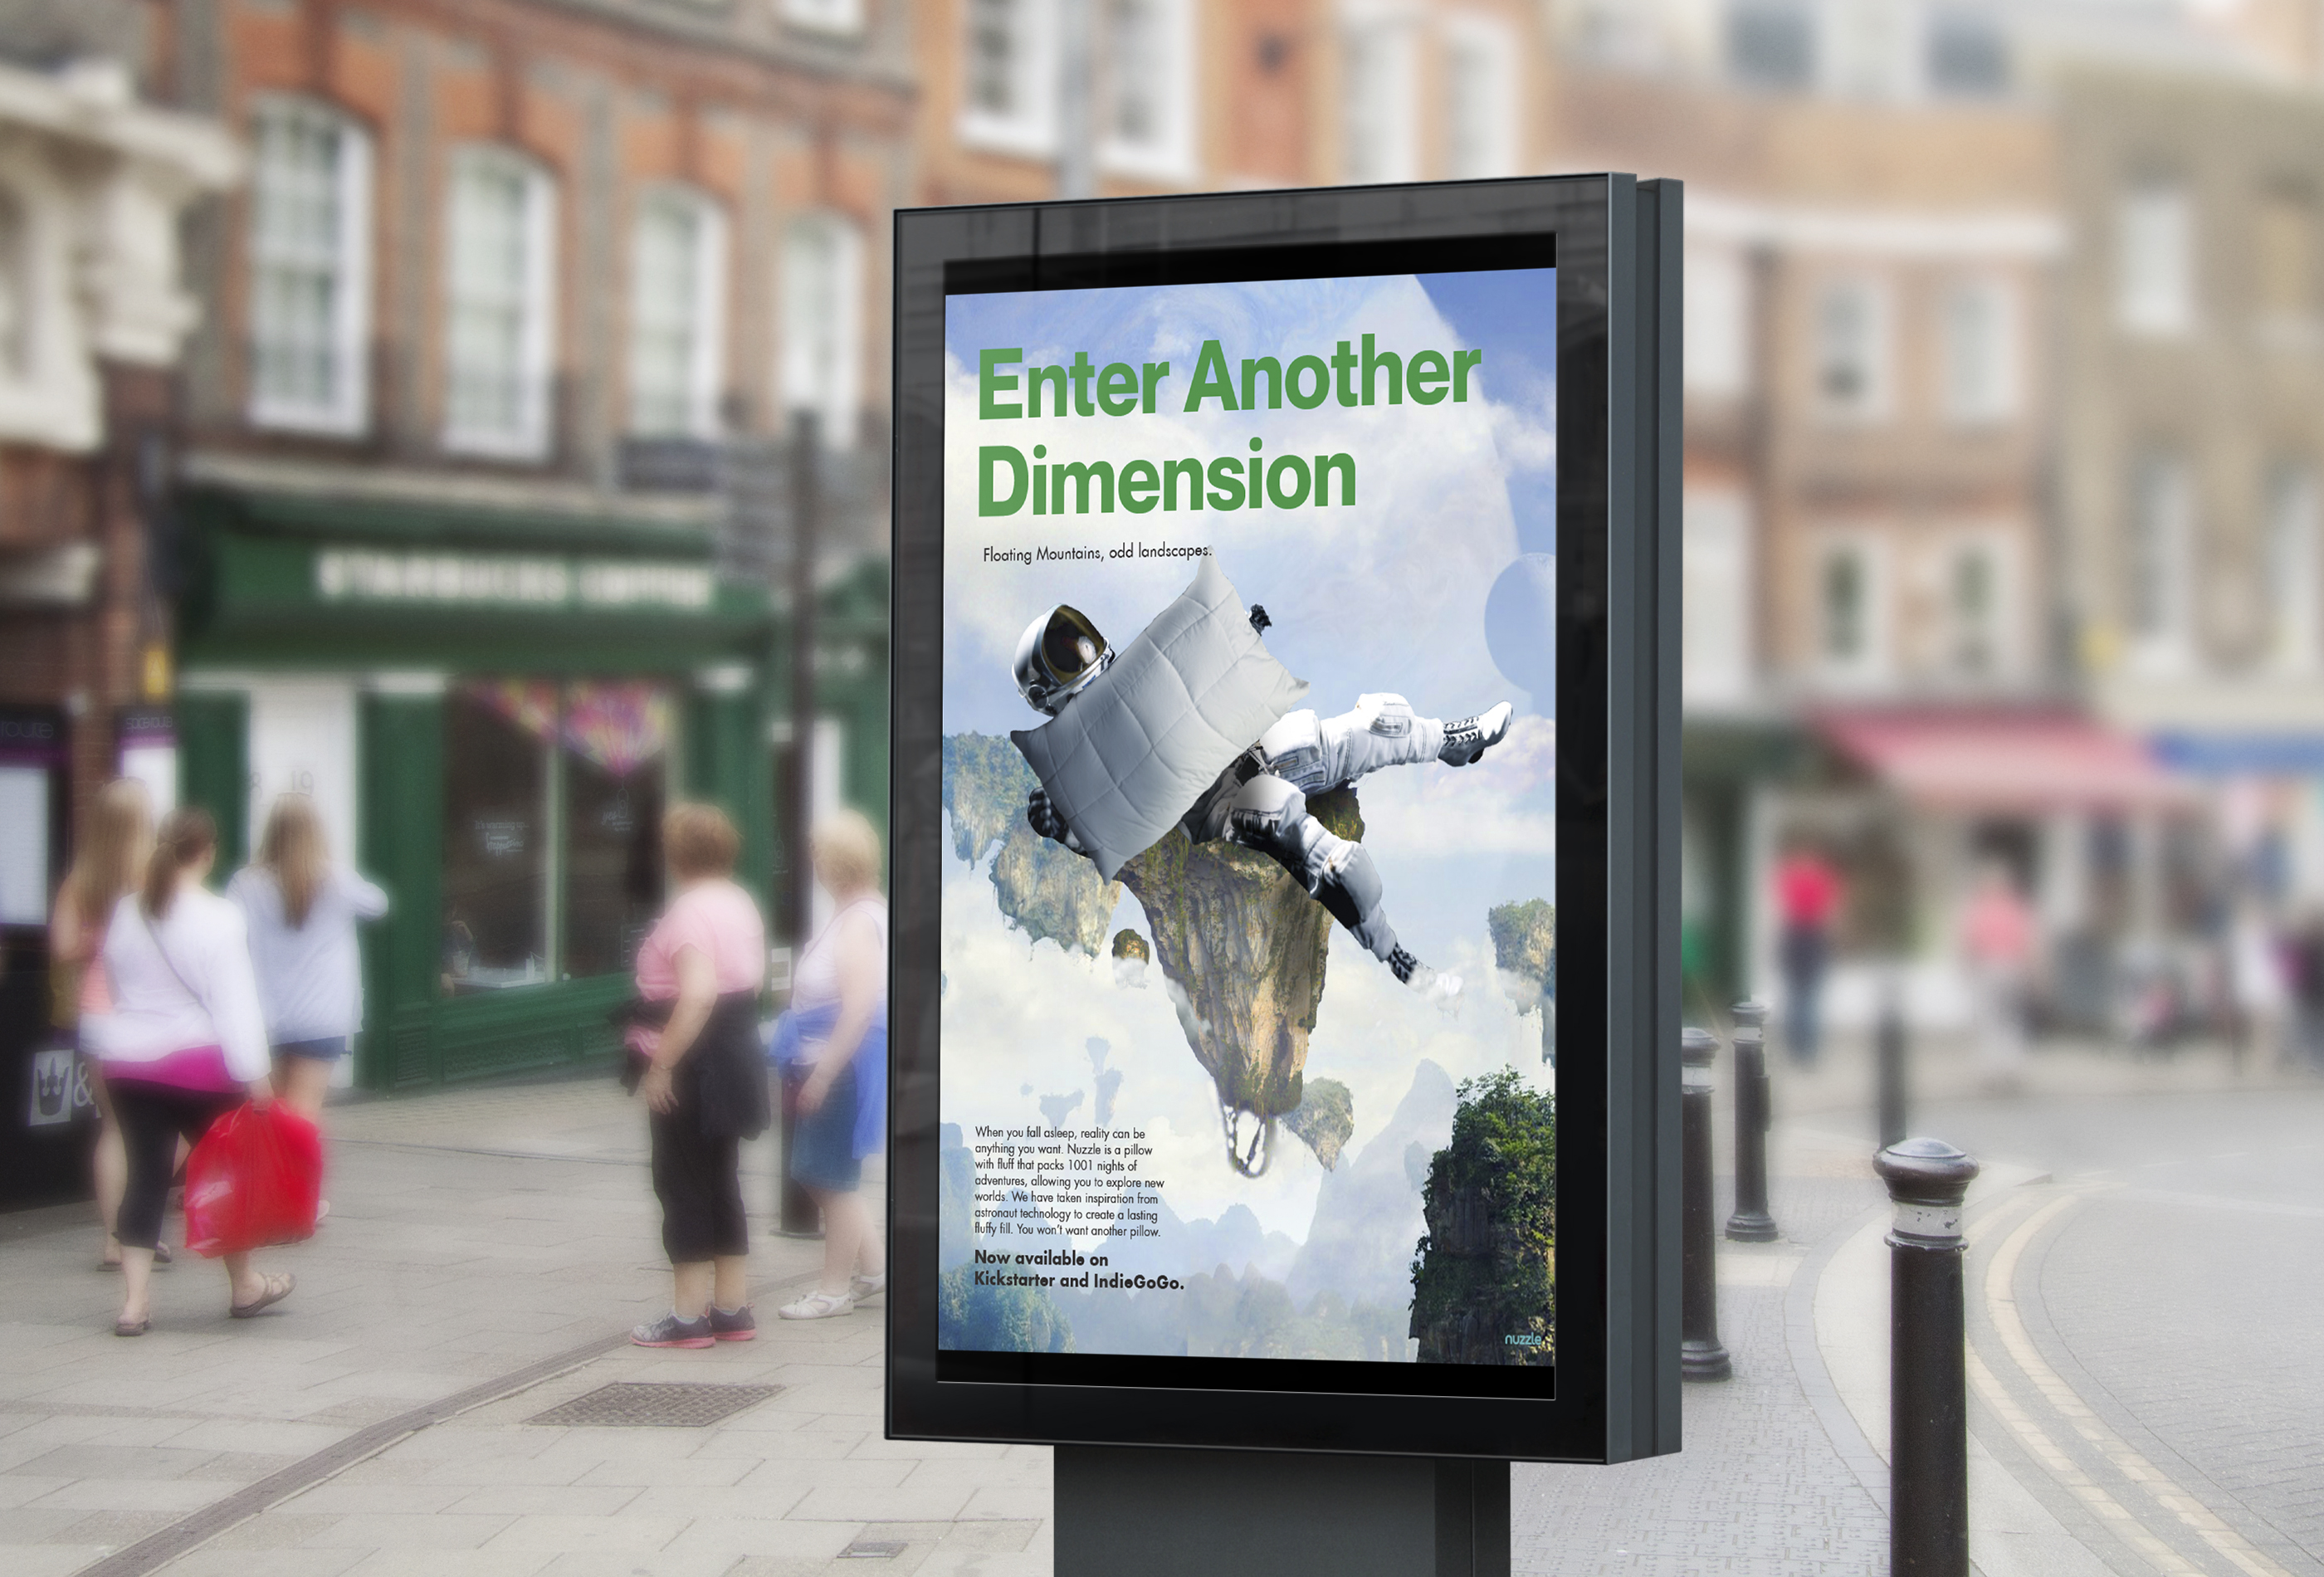 Enter Another
Dimension
Floating Mountains, odd landscapes.
When you fall asleep, reality can be
anything you want. Nuzzle is a pillow
with fluff that packs 1001 nights of
adventures, allowing you to explore new
worlds. We have taken inspiration from
astronaut technology to create a lasting
fluffy fill. You won't want another pillow.
Now available on
Kickstarter and IndieGoGo.
nuzzle
STARBUCKS COFFEE